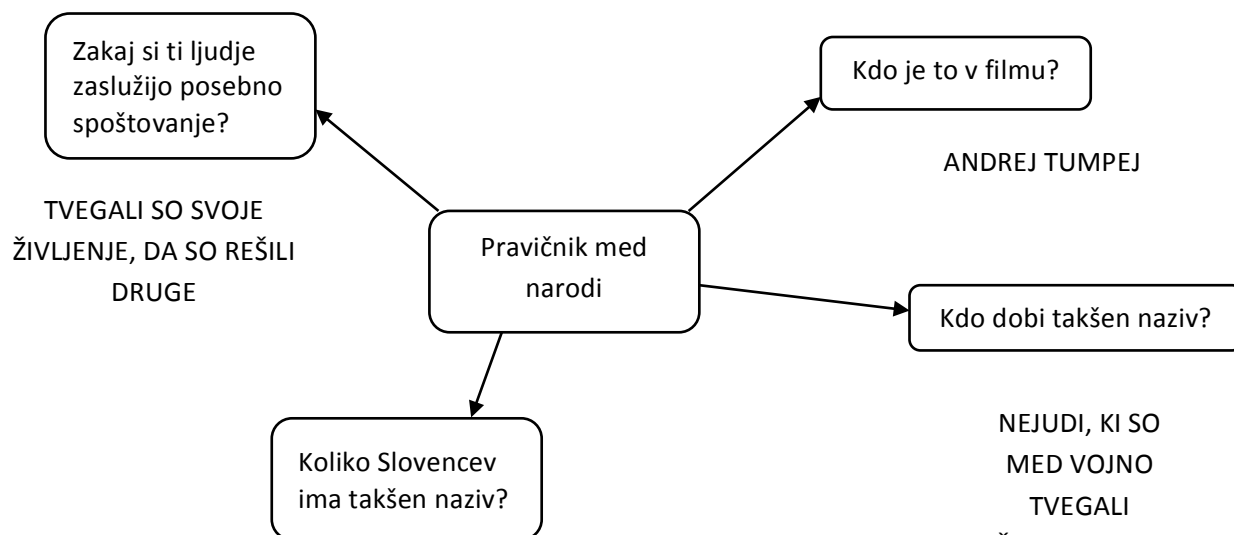 Zakaj si ti ljudje
zaslužijo posebno
spoštovanje?
TVEGALI SO SVOJE
ŽIVLJENJE, DA SO REŠILI
DRUGE
Kdo je to v filmu?
ANDREJ TUMPEJ
Pravičnik med
narodi
Kdo dobi takšen naziv?
NEJUDI, KI SO
MED VOJNO
TVEGALI
Koliko Slovencev
ima takšen naziv?